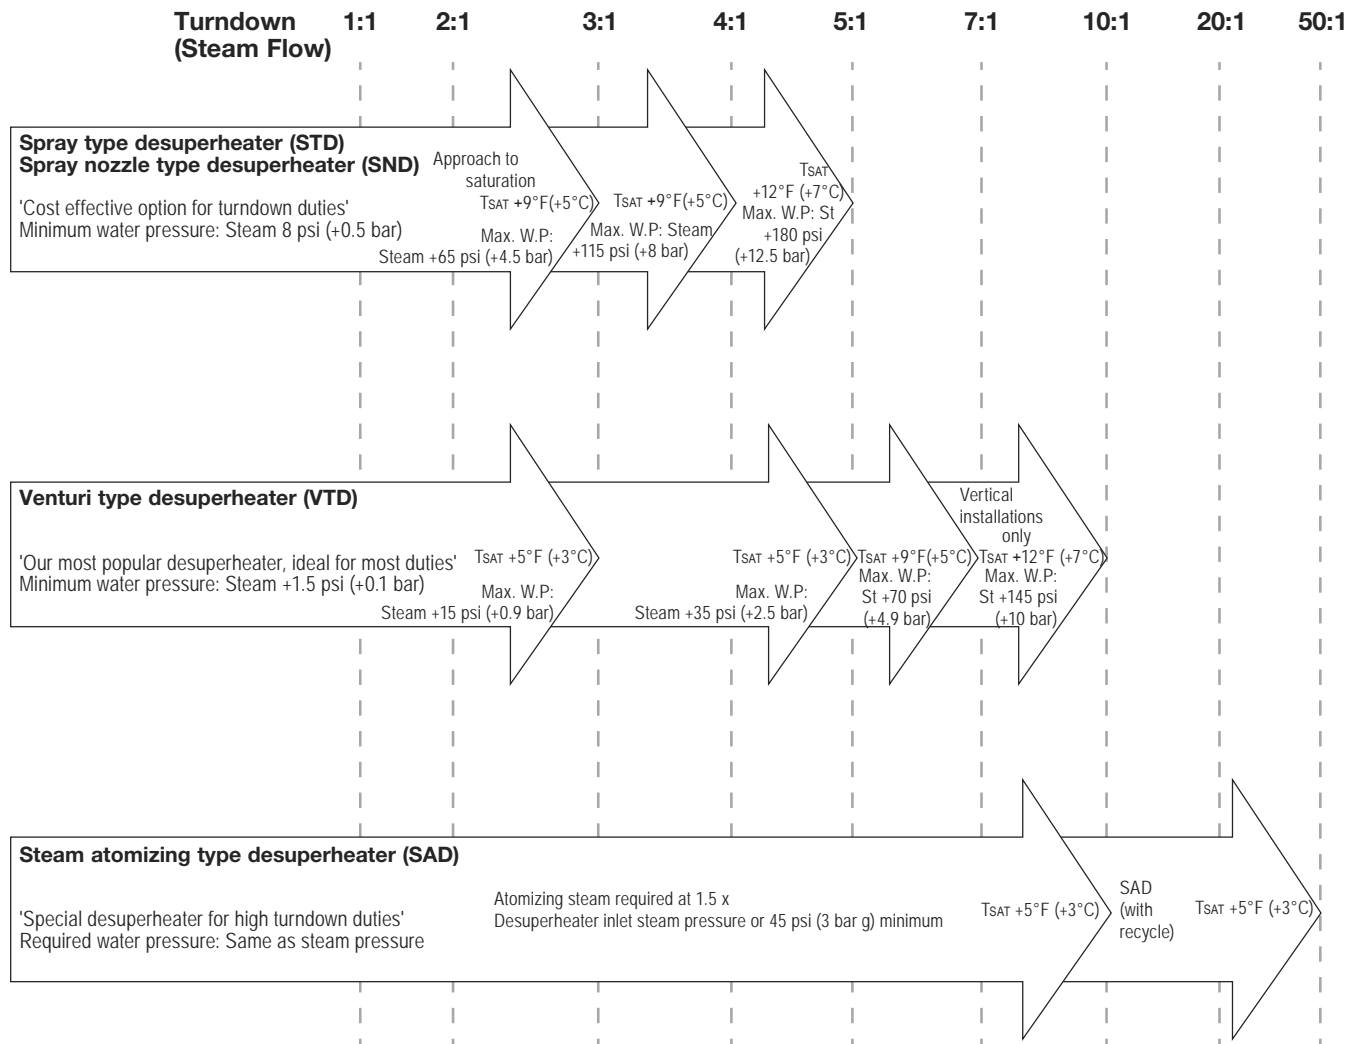 Turndown 1:1 2:1 3:1 4:1 5:1 7:1 10:1 20:1 50:1
(Steam Flow)
Spray type desuperheater (STD)
Spray nozzle type desuperheater (SND)
'Cost effective option for turndown duties'
Minimum water pressure: Steam 8 psi (+0.5 bar)
Approach to
saturation
TSAT +9°F(+5°C)
Max. W.P:
Steam +65 psi (+4.5 bar)
TSAT +9°F(+5°C)
Max. W.P: Steam
+115 psi (+8 bar)
TSAT
+12°F (+7°C)
Max. W.P: St
+180 psi
(+12.5 bar)
Venturi type desuperheater (VTD)
'Our most popular desuperheater, ideal for most duties'
Minimum water pressure: Steam +1.5 psi (+0.1 bar)
TSAT +5°F (+3°C)
Max. W.P:
Steam +15 psi (+0.9 bar)
TSAT +5°F (+3°C)
Max. W.P:
Steam +35 psi (+2.5 bar)
TSAT +9°F(+5°C)
Max. W.P:
St +70 psi
(+4.9 bar)
Vertical
installations
only
TSAT +12°F (+7°C)
Max. W.P:
St +145 psi
(+10 bar)
Steam atomizing type desuperheater (SAD)
'Special desuperheater for high turndown duties'
Required water pressure: Same as steam pressure
Atomizing steam required at 1.5 x
Desuperheater inlet steam pressure or 45 psi (3 bar g) minimum
TSAT +5°F (+3°C)
SAD
(with
recycle)
TSAT +5°F (+3°C)